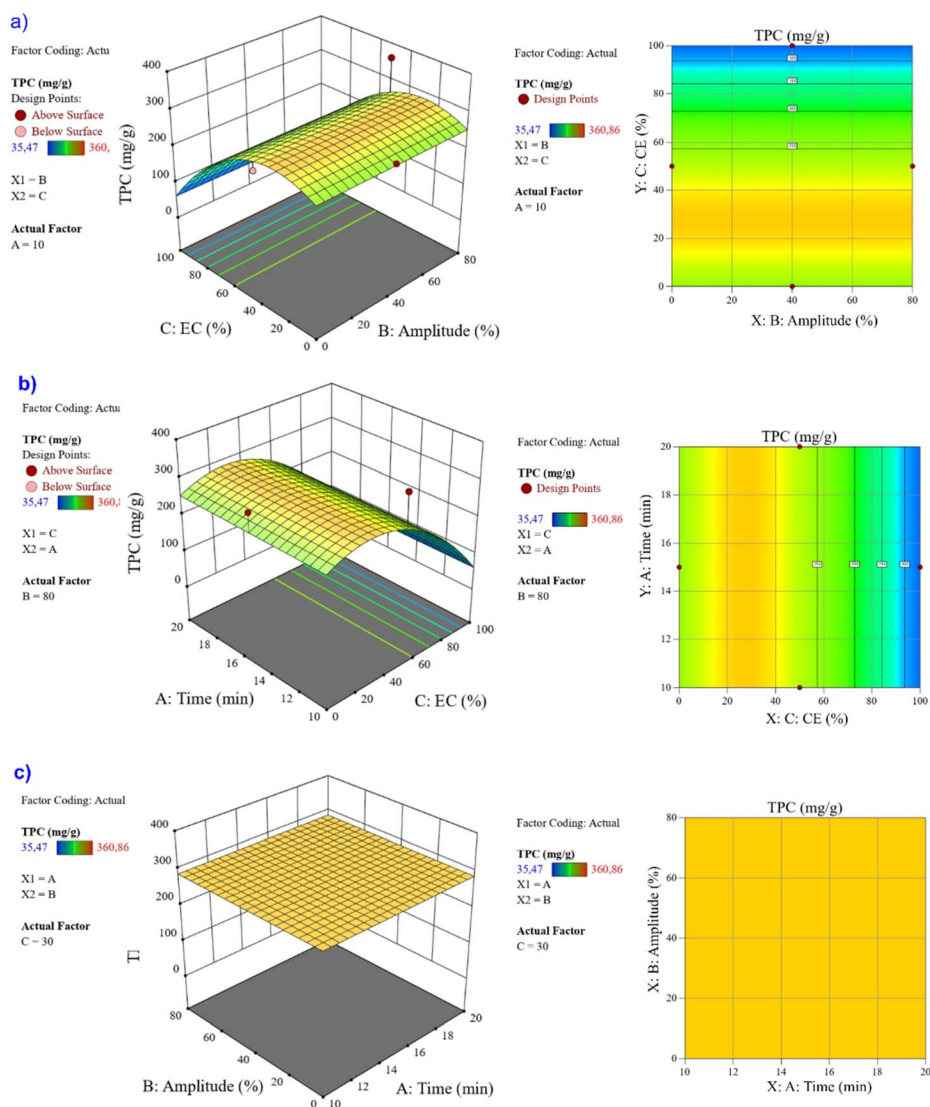 a)
Factor Coding: Actu
TPC (mg/g)
Design Points:
Above Surface
Below Surface
35,47 360,
X1 = B
X2 = C
Actual Factor
A = 10
400
300
200
100
0
TPC (mg/g)
100
80
60
40
20
0
C: EC (%)
0
20
40
60
80
B: Amplitude (%)
Factor Coding: Actual
TPC (mg/g)
Design Points
35,47 360,86
X1 = B
X2 = C
Actual Factor
A = 10
TPC (mg/g)
100
80
60
40
20
0
Y: C: CE (%)
0 20 40 60 80
X: B: Amplitude (%)
b)
Factor Coding: Actu
TPC (mg/g)
Design Points:
Above Surface
Below Surface
35,47 360,8
X1 = C
X2 = A
Actual Factor
B = 80
400
300
200
100
0
TPC (mg/g)
20
18
16
14
12
10
A: Time (min)
0
20
40
60
80
100
C: EC (%)
Factor Coding: Actual
TPC (mg/g)
Design Points
35,47 360,86
X1 = C
X2 = A
Actual Factor
B = 80
TPC (mg/g)
20
18
16
14
12
10
Y: A: Time (min)
0 20 40 60 80 100
X: C: CE (%)
c)
Factor Coding: Actual
TPC (mg/g)
35,47 360,86
X1 = A
X2 = B
Actual Factor
C = 30
400
300
200
100
0
80
60
40
20
0
B: Amplitude (%)
10
12
14
16
18
20
A: Time (min)
Factor Coding: Actual
TPC (mg/g)
35,47 360,86
X1 = A
X2 = B
Actual Factor
C = 30
TPC (mg/g)
80
60
40
20
0
X: B: Amplitude (%)
10 12 14 16 18 20
X: A: Time (min)